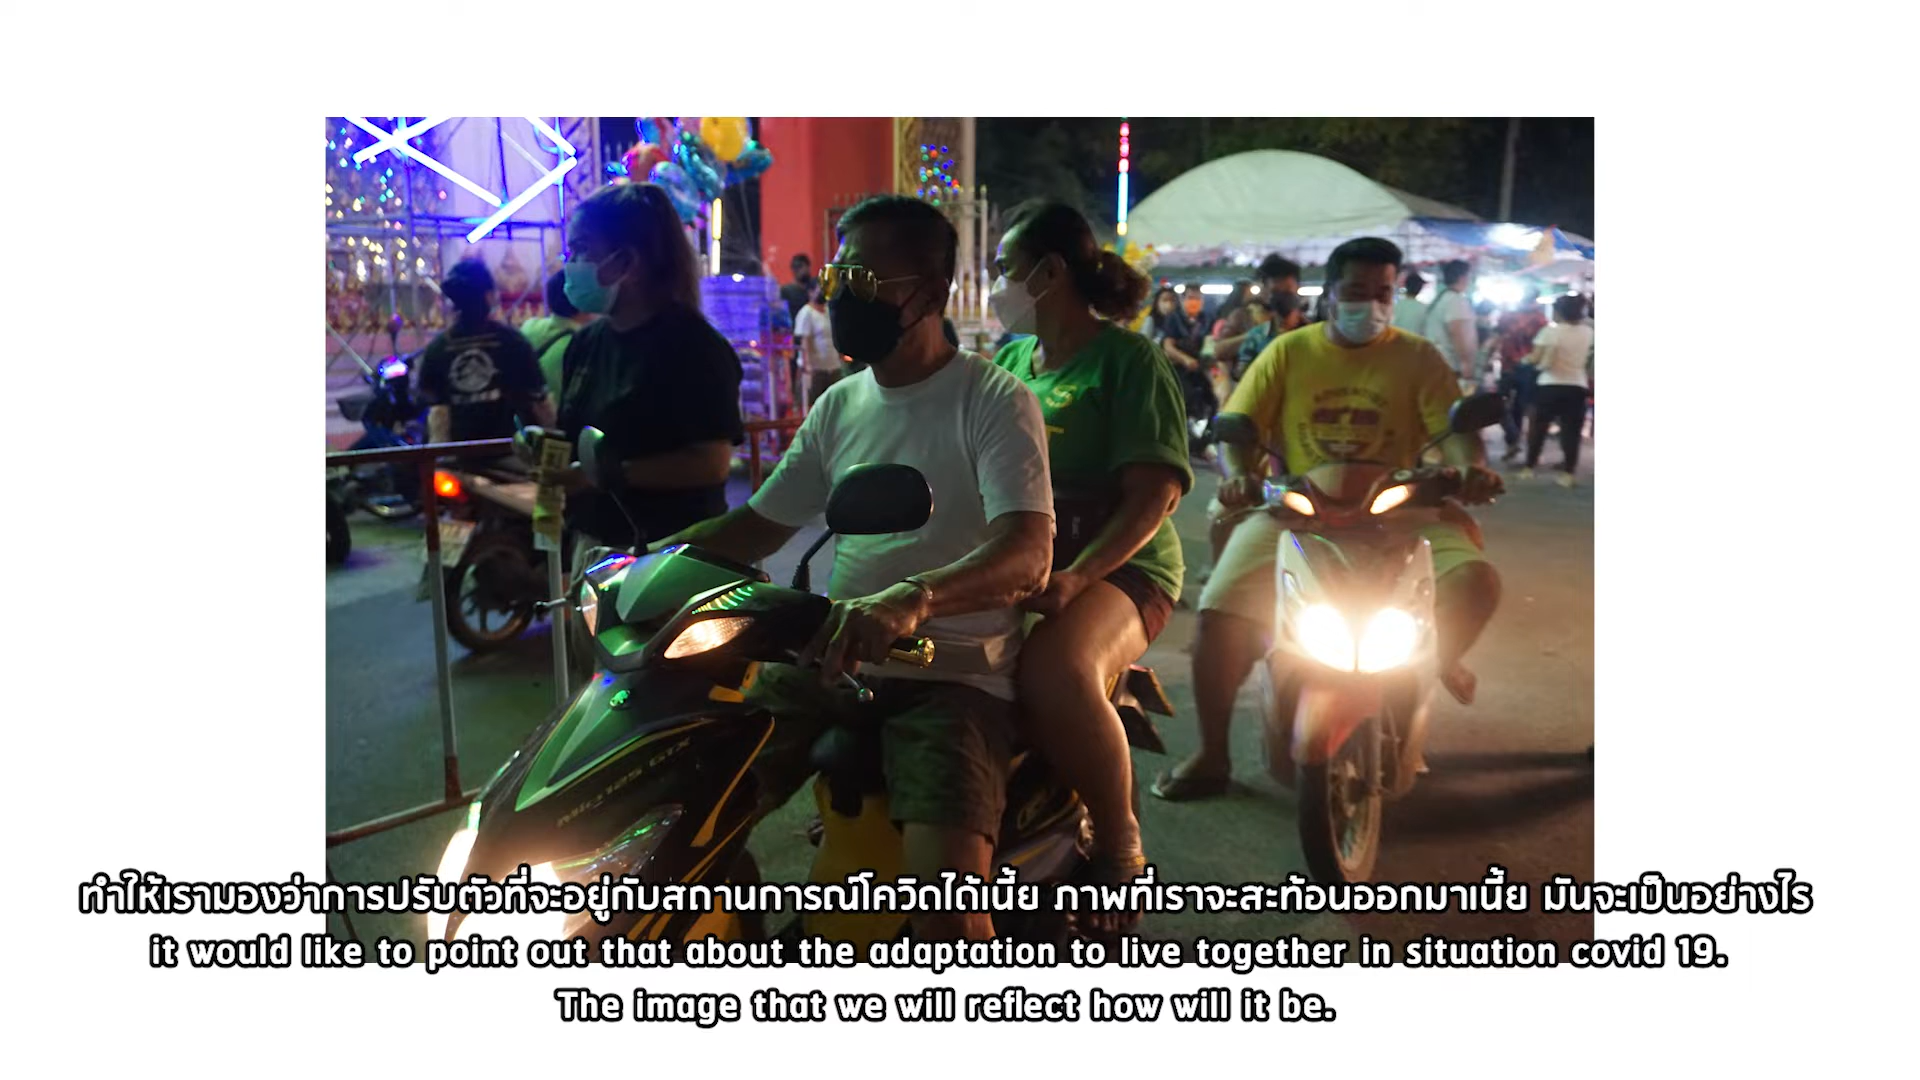 MIO125 GTX
ทำให้เรามองว่าการปรับตัวที่จะอยู่กับสถานการณ์โควิดได้เนี้ย ภาพที่เราจะสะท้อนออกมาเนี้ย มันจะเป็นอย่างไร
it would like to point out that about the adaptation to live together in situation covid 19.
The image that we will reflect how will it be.